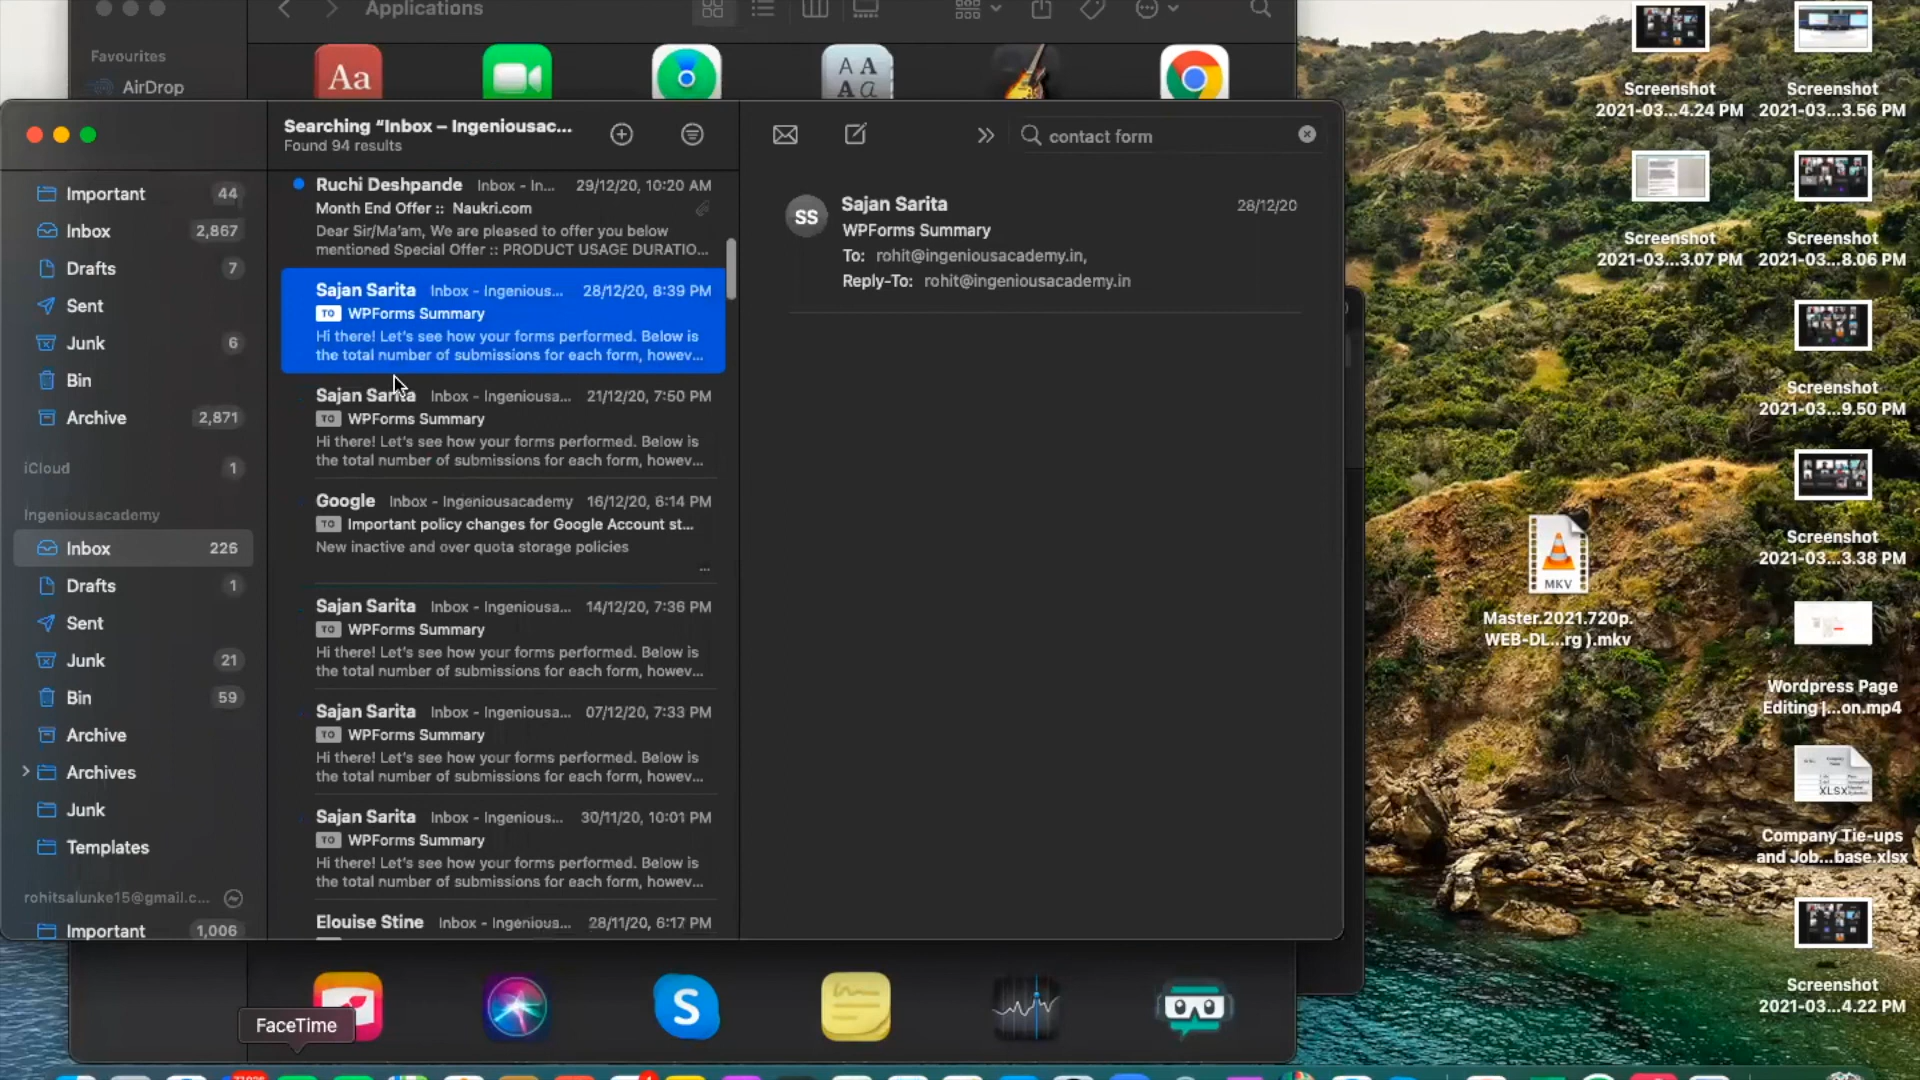 Applications
Favourites
AirDrop
Aa
A A
A a
Searching “Inbox – Ingeniousac...
Found 94 results
contact form
Important 44
Inbox 2,867
Drafts 7
Sent
Junk 6
Bin
Archive 2,871
iCloud 1
Ingeniousacademy
Inbox 226
Drafts 1
Sent
Junk 21
Bin 59
Archive
Archives
Junk
Templates
rohitsalunke15@gmail.c...
Important 1,006
Ruchi Deshpande Inbox - In... 29/12/20, 10:20 AM
Month End Offer :: Naukri.com
Dear Sir/Ma'am, We are pleased to offer you below
mentioned Special Offer :: PRODUCT USAGE DURATIO...
Sajan Sarita Inbox - Ingenious... 28/12/20, 8:39 PM
TO WPForms Summary
Hi there! Let's see how your forms performed. Below is
the total number of submissions for each form, howev...
Sajan Sarita Inbox - Ingeniousa... 21/12/20, 7:50 PM
TO WPForms Summary
Hi there! Let's see how your forms performed. Below is
the total number of submissions for each form, howev...
Google Inbox - Ingeniousacademy 16/12/20, 6:14 PM
TO Important policy changes for Google Account st...
New inactive and over quota storage policies
...
Sajan Sarita Inbox - Ingeniousa... 14/12/20, 7:36 PM
TO WPForms Summary
Hi there! Let's see how your forms performed. Below is
the total number of submissions for each form, howev...
Sajan Sarita Inbox - Ingeniousa... 07/12/20, 7:33 PM
TO WPForms Summary
Hi there! Let's see how your forms performed. Below is
the total number of submissions for each form, howev...
Sajan Sarita Inbox - Ingenious... 30/11/20, 10:01 PM
TO WPForms Summary
Hi there! Let's see how your forms performed. Below is
the total number of submissions for each form, howev...
Elouise Stine Inbox - Ingenious... 28/11/20, 6:17 PM
SS
Sajan Sarita 28/12/20
WPForms Summary
To: rohit@ingeniousacademy.in,
Reply-To: rohit@ingeniousacademy.in
S
FaceTime
Screenshot
2021-03...4.24 PM
Screenshot
2021-03...3.56 PM
Screenshot
2021-03...3.07 PM
Screenshot
2021-03...8.06 PM
Screenshot
2021-03...9.50 PM
Screenshot
2021-03...3.38 PM
MKV
Master.2021.720p.
WEB-DL...rg ).mkv
Wordpress Page
Editing |...on.mp4
XLSX
Company Tie-ups
and Job...base.xlsx
Screenshot
2021-03...4.22 PM